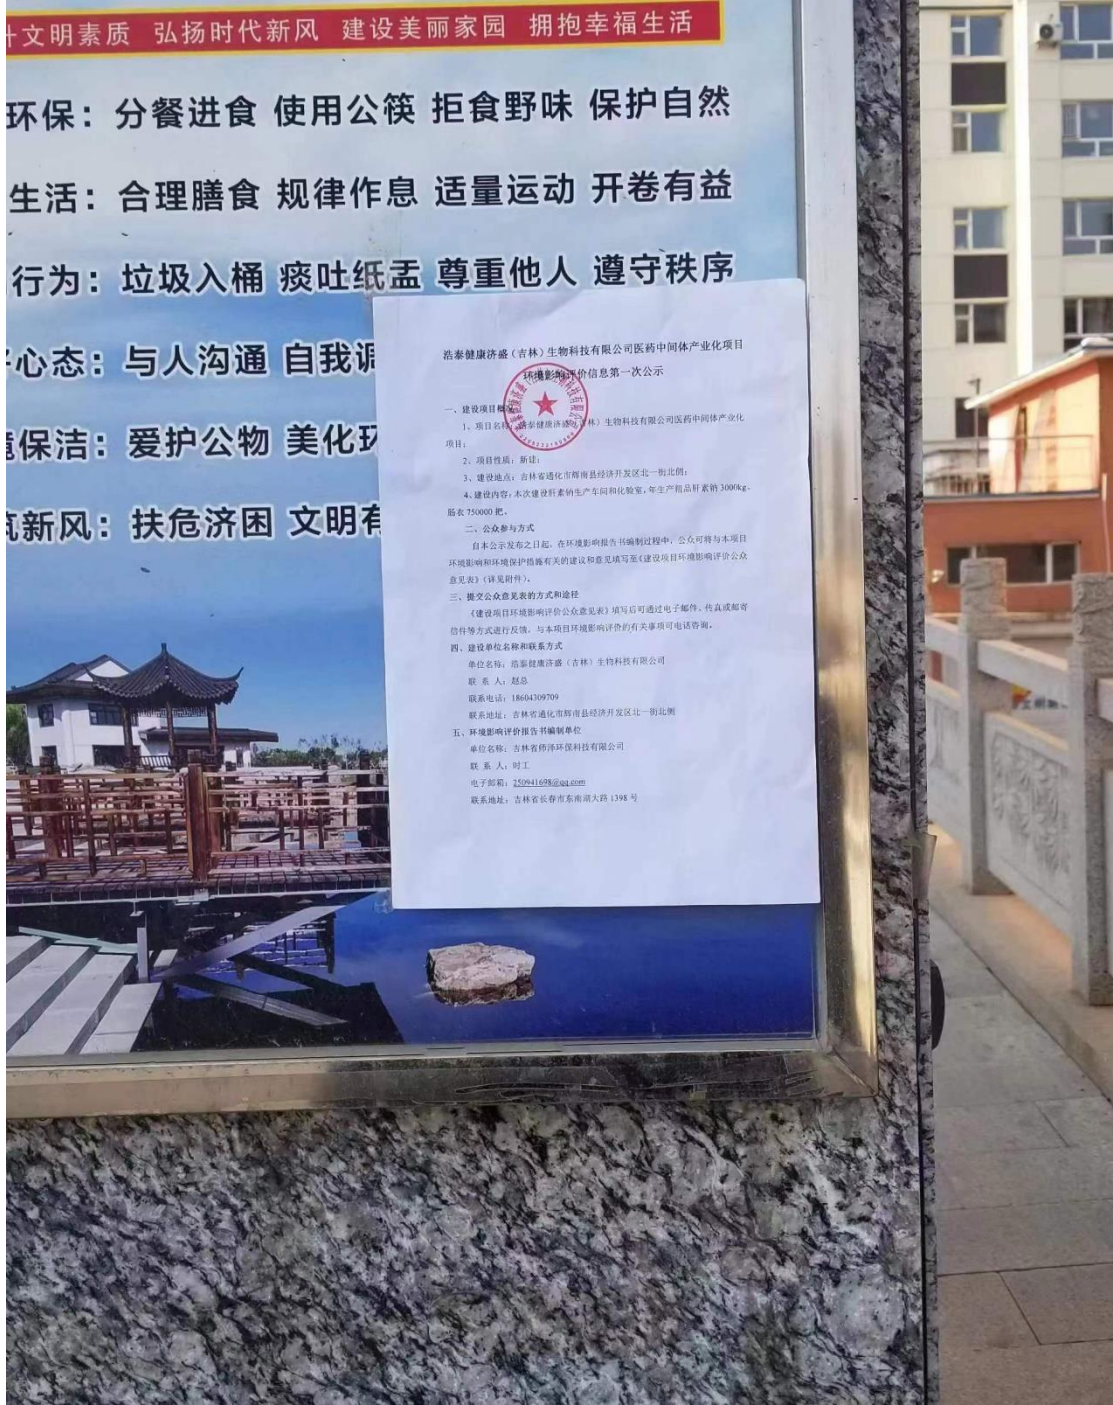 文明素质 弘扬时代新风 建设美丽家园 拥抱幸福生活
环保：分餐进食 使用公筷 拒食野味 保护自然
生活：合理膳食 规律作息 适量运动 开卷有益
行为：垃圾入桶 痰吐纸盂 尊重他人 遵守秩序
心态：与人沟通 自我调
保洁：爱护公物 美化环
新风：扶危济困 文明有
浩泰健康济盛（吉林）生物科技有限公司医药中间体产业化项目
环境影响评价信息第一次公示
一、建设项目概况
1、项目名称：浩泰健康济盛（吉林）生物科技有限公司医药中间体产业化
项目；
2、项目性质：新建；
3、建设地点：吉林省通化市辉南县经济开发区北一街北侧；
4、建设内容：本次建设肝素钠生产车间和化验室，年生产粗品肝素钠 3000kg、
肠衣 750000 把。
二、公众参与方式
自本公示发布之日起，在环境影响报告书编制过程中，公众可将与本项目
环境影响和环境保护措施有关的建议和意见填写至《建设项目环境影响评价公众
意见表》（详见附件）。
三、提交公众意见表的方式和途径
《建设项目环境影响评价公众意见表》填写后可通过电子邮件、传真或邮寄
信件等方式进行反馈。与本项目环境影响评价的有关事项可电话咨询。
四、建设单位名称和联系方式
单位名称：浩泰健康济盛（吉林）生物科技有限公司
联 系 人：赵总
联系电话：18604309709
联系地址：吉林省通化市辉南县经济开发区北一街北侧
五、环境影响评价报告书编制单位
单位名称：吉林省师泽环保科技有限公司
联 系 人：时工
电子邮箱：250941698@qq.com
联系地址：吉林省长春市东南湖大路 1398 号